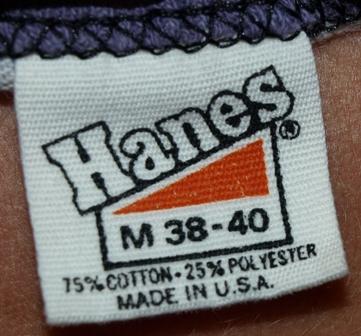 Hanes®
M 38-40
75% COTTON • 25% POLYESTER
MADE IN U.S.A.